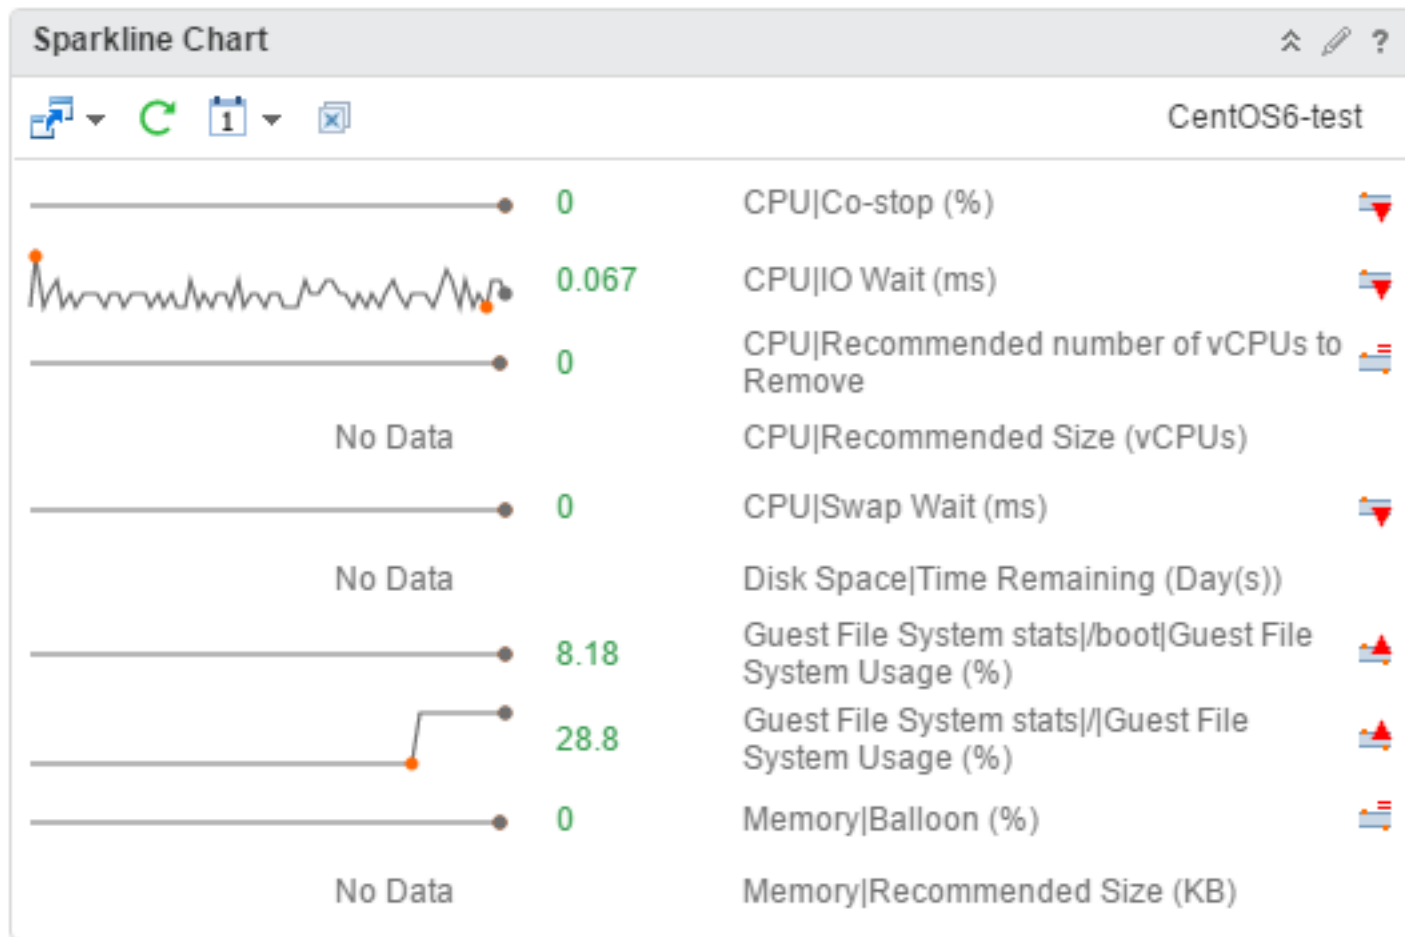 Sparkline Chart ?
1 CentOS6-test
0 CPU|Co-stop (%)
0.067 CPU|IO Wait (ms)
0 CPU|Recommended number of vCPUs to
Remove
No Data CPU|Recommended Size (vCPUs)
0 CPU|Swap Wait (ms)
No Data Disk Space|Time Remaining (Day(s))
8.18 Guest File System stats|/boot|Guest File
System Usage (%)
28.8 Guest File System stats|/|Guest File
System Usage (%)
0 Memory|Balloon (%)
No Data Memory|Recommended Size (KB)